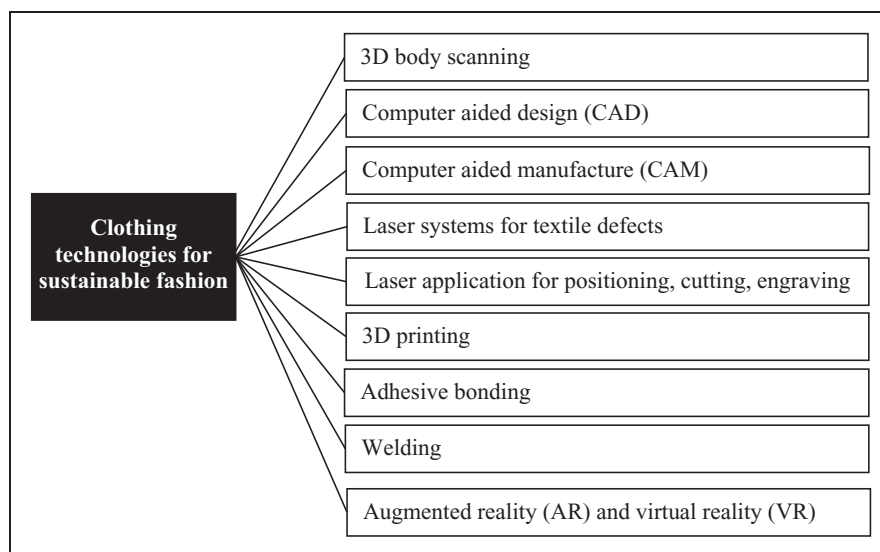 Clothing
technologies for
sustainable fashion
3D body scanning
Computer aided design (CAD)
Computer aided manufacture (CAM)
Laser systems for textile defects
Laser application for positioning, cutting, engraving
3D printing
Adhesive bonding
Welding
Augmented reality (AR) and virtual reality (VR)